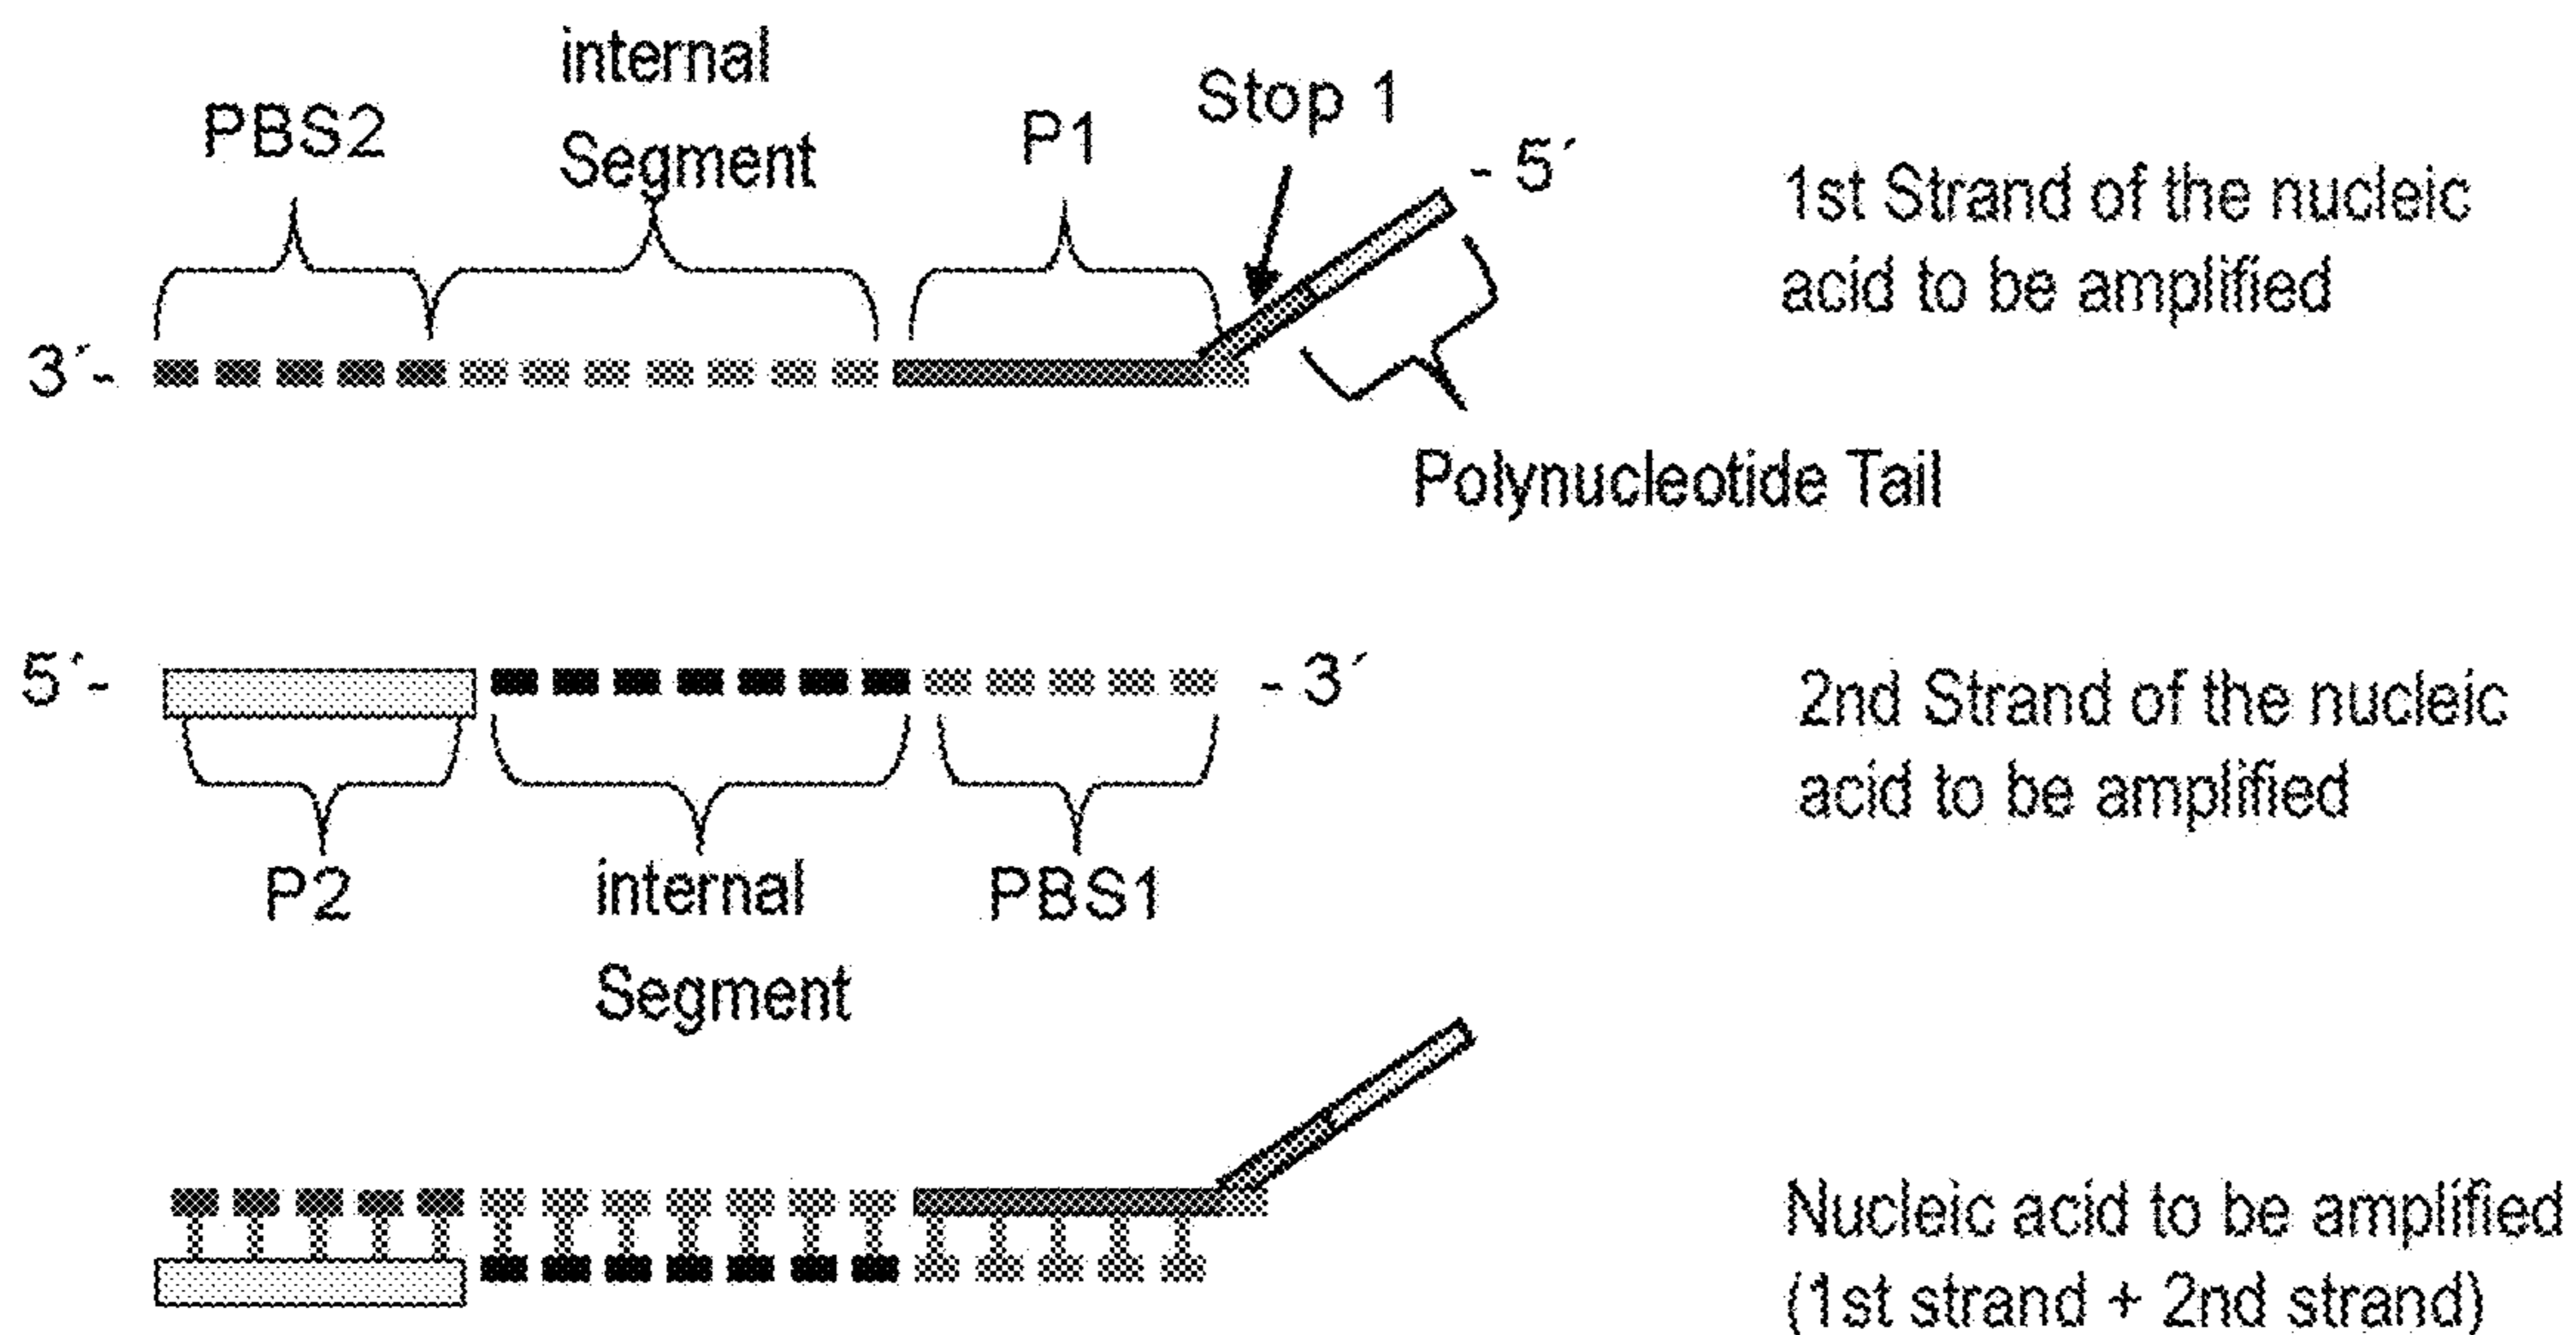 internal
Segment
PBS2
P1
Stop 1
- 5´
3´-
1st Strand of the nucleic
acid to be amplified
Polynucleotide Tail
5´-
- 3´
2nd Strand of the nucleic
acid to be amplified
P2
internal
Segment
PBS1
Nucleic acid to be amplified
(1st strand + 2nd strand)